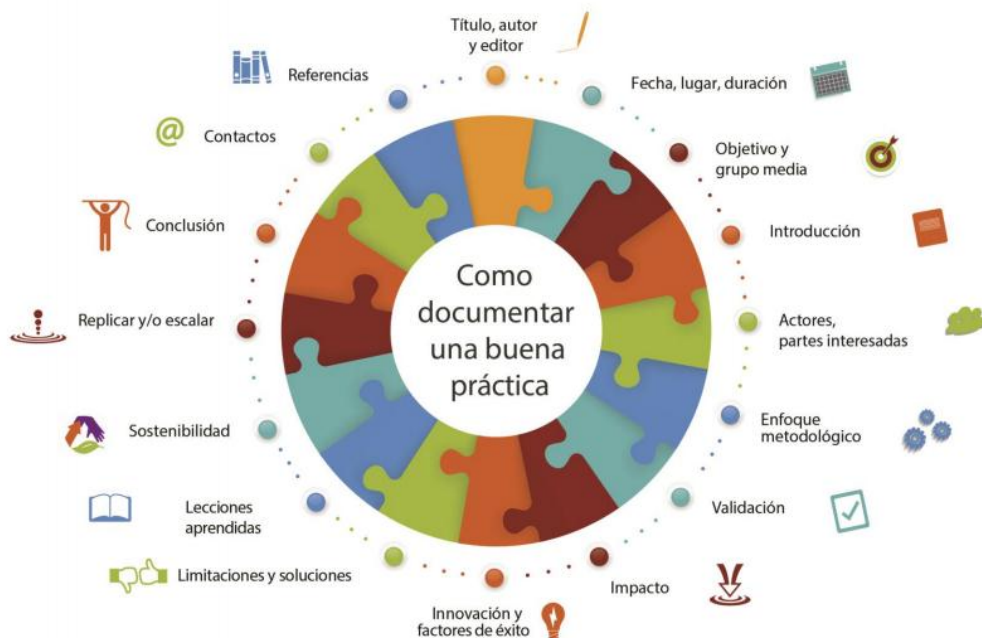 Título, autor
y editor
Fecha, lugar, duración
Objetivo y
grupo media
Introducción
Actores,
partes interesadas
Enfoque
metodológico
Validación
Impacto
Innovación y
factores de éxito
Limitaciones y soluciones
Lecciones
aprendidas
Sostenibilidad
Replicar y/o escalar
Conclusión
Contactos
@
Referencias
Como
documentar
una buena
práctica